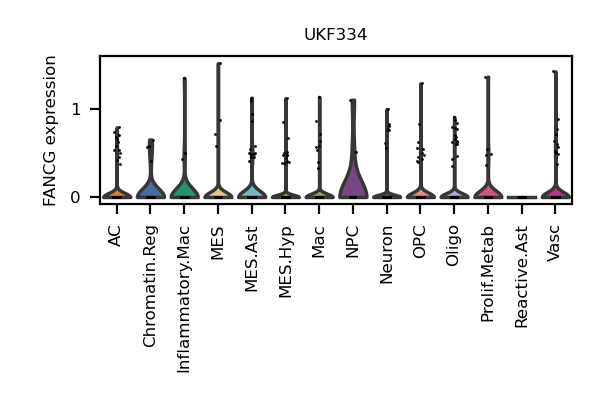 UKF334
FANCG expression
1
0
AC
Chromatin.Reg
Inflammatory.Mac
MES
MES.Ast
MES.Hyp
Mac
NPC
Neuron
OPC
Oligo
Prolif.Metab
Reactive.Ast
Vasc